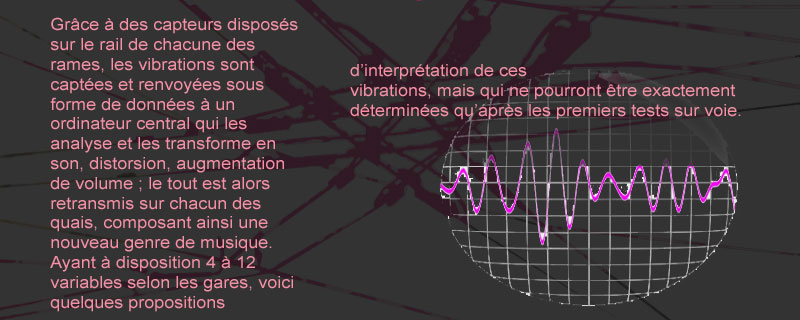 Grâce à des capteurs disposés
sur le rail de chacune des
rames, les vibrations sont
captées et renvoyées sous
forme de données à un
ordinateur central qui les
analyse et les transforme en
son, distorsion, augmentation
de volume ; le tout est alors
retransmis sur chacun des
quais, composant ainsi une
nouveau genre de musique.
Ayant à disposition 4 à 12
variables selon les gares, voici
quelques propositions
d’interprétation de ces
vibrations, mais qui ne pourront être exactement
déterminées qu’après les premiers tests sur voie.